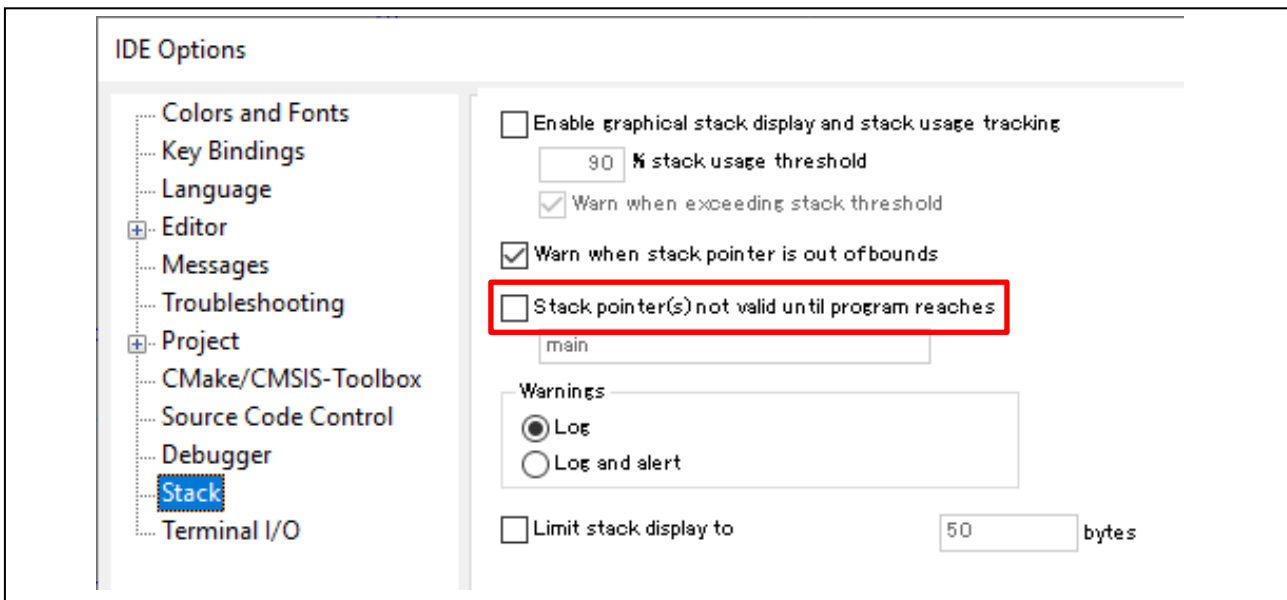 IDE Options
Colors and Fonts
Key Bindings
Language
Editor
Messages
Troubleshooting
Project
CMake/CMSIS-Toolbox
Source Code Control
Debugger
Stack
Terminal I/O
Enable graphical stack display and stack usage tracking
90 % stack usage threshold
Warn when exceeding stack threshold
Warn when stack pointer is out of bounds
Stack pointer(s) not valid until program reaches
main
Warnings
Log
Log and alert
Limit stack display to 50 bytes